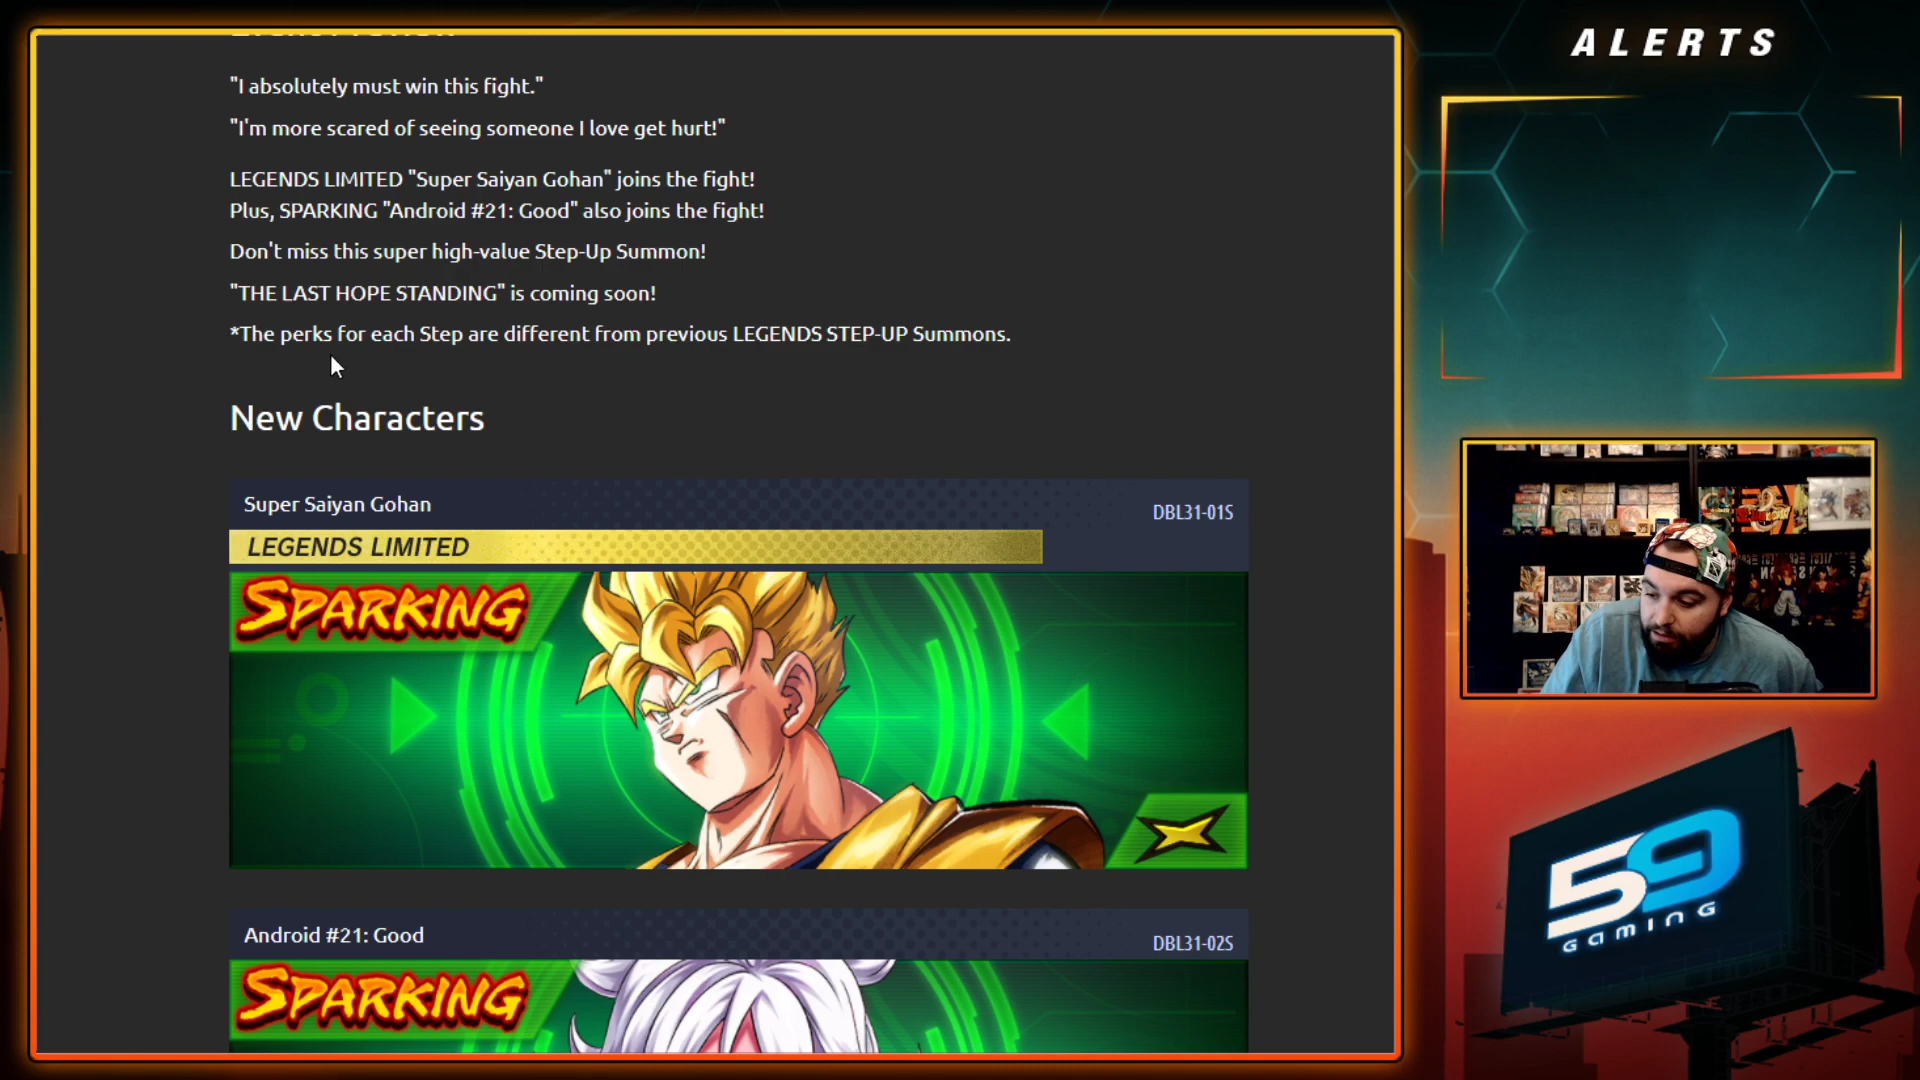 "I absolutely must win this fight."
"I'm more scared of seeing someone I love get hurt!"
LEGENDS LIMITED "Super Saiyan Gohan" joins the fight!
Plus, SPARKING "Android #21: Good" also joins the fight!
Don't miss this super high-value Step-Up Summon!
"THE LAST HOPE STANDING" is coming soon!
*The perks for each Step are different from previous LEGENDS STEP-UP Summons.
New Characters
Super Saiyan Gohan
DBL31-01S
LEGENDS LIMITED
SPARKING
Android #21: Good
DBL31-02S
SPARKING
ALERTS
59
GAMING